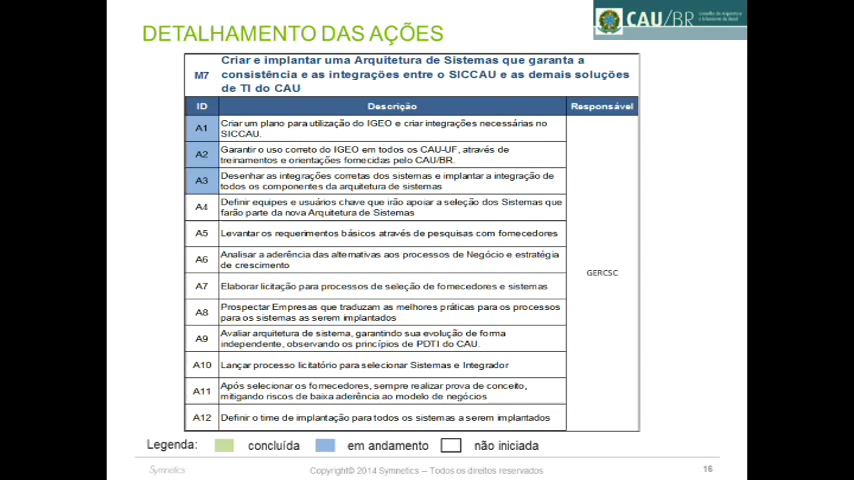 DETALHAMENTO DAS AÇÕES
CAU/BR
M7
Criar e implantar uma Arquitetura de Sistemas que garanta a
consistência e as integrações entre o SICCAU e as demais soluções
de TI do CAU
ID Descrição Responsável
A1 Criar um plano para utilização do IGEO e criar integrações necessárias no
SICCAU.
A2 Garantir o uso correto do IGEO em todos os CAU-UF, através de
treinamentos e orientações fornecidas pelo CAU/BR.
A3 Desenhar as integrações corretas dos sistemas e implantar a integração de
todos os componentes da arquitetura de sistemas
A4 Definir equipes e usuários chave que irão apoiar a seleção dos Sistemas que
farão parte da nova Arquitetura de Sistemas
A5 Levantar os requerimentos básicos através de pesquisas com fornecedores
A6 Analisar a aderência das alternativas aos processos de Negócio e estratégia
de crescimento
GERCSC
A7 Elaborar licitação para processos de seleção de fornecedores e sistemas
A8 Prospectar Empresas que traduzam as melhores práticas para os processos
para os sistemas as serem implantados
A9 Avaliar arquitetura de sistema, garantindo sua evolução de forma
independente, observando os princípios de PDTI do CAU.
A10 Lançar processo licitatório para selecionar Sistemas e Integrador
A11 Após selecionar os fornecedores, sempre realizar prova de conceito,
mitigando riscos de baixa aderência ao modelo de negócios
A12 Definir o time de implantação para todos os sistemas a serem implantados
Legenda: concluída em andamento não iniciada
Symnetics Copyright© 2014 Symnetics – Todos os direitos reservados 16